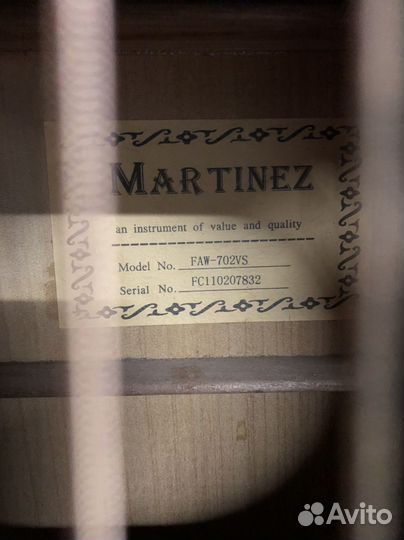 MARTINEZ
an instrument of value and quality
Model No. FAW-702VS
Serial No. FC110207832
Avito